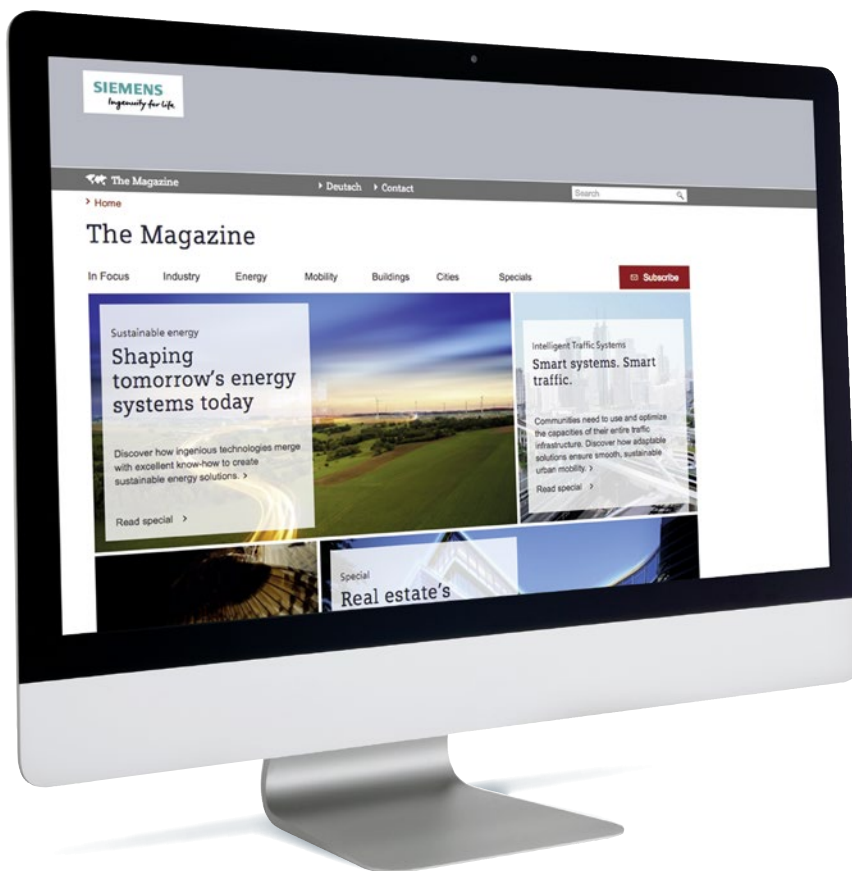 SIEMENS
Ingenuity for life
The Magazine
Deutsch
Contact
Search
Home
The Magazine
In Focus
Industry
Energy
Mobility
Buildings
Cities
Specials
Subscribe
Sustainable energy
Shaping
tomorrow's energy
systems today
Discover how ingenious technologies merge
with excellent know-how to create
sustainable energy solutions. >
Read special >
Intelligent Traffic Systems
Smart systems. Smart
traffic.
Communities need to use and optimize
the capacities of their entire traffic
infrastructure. Discover how adaptable
solutions ensure smooth, sustainable
urban mobility. >
Read special >
Special
Real estate's